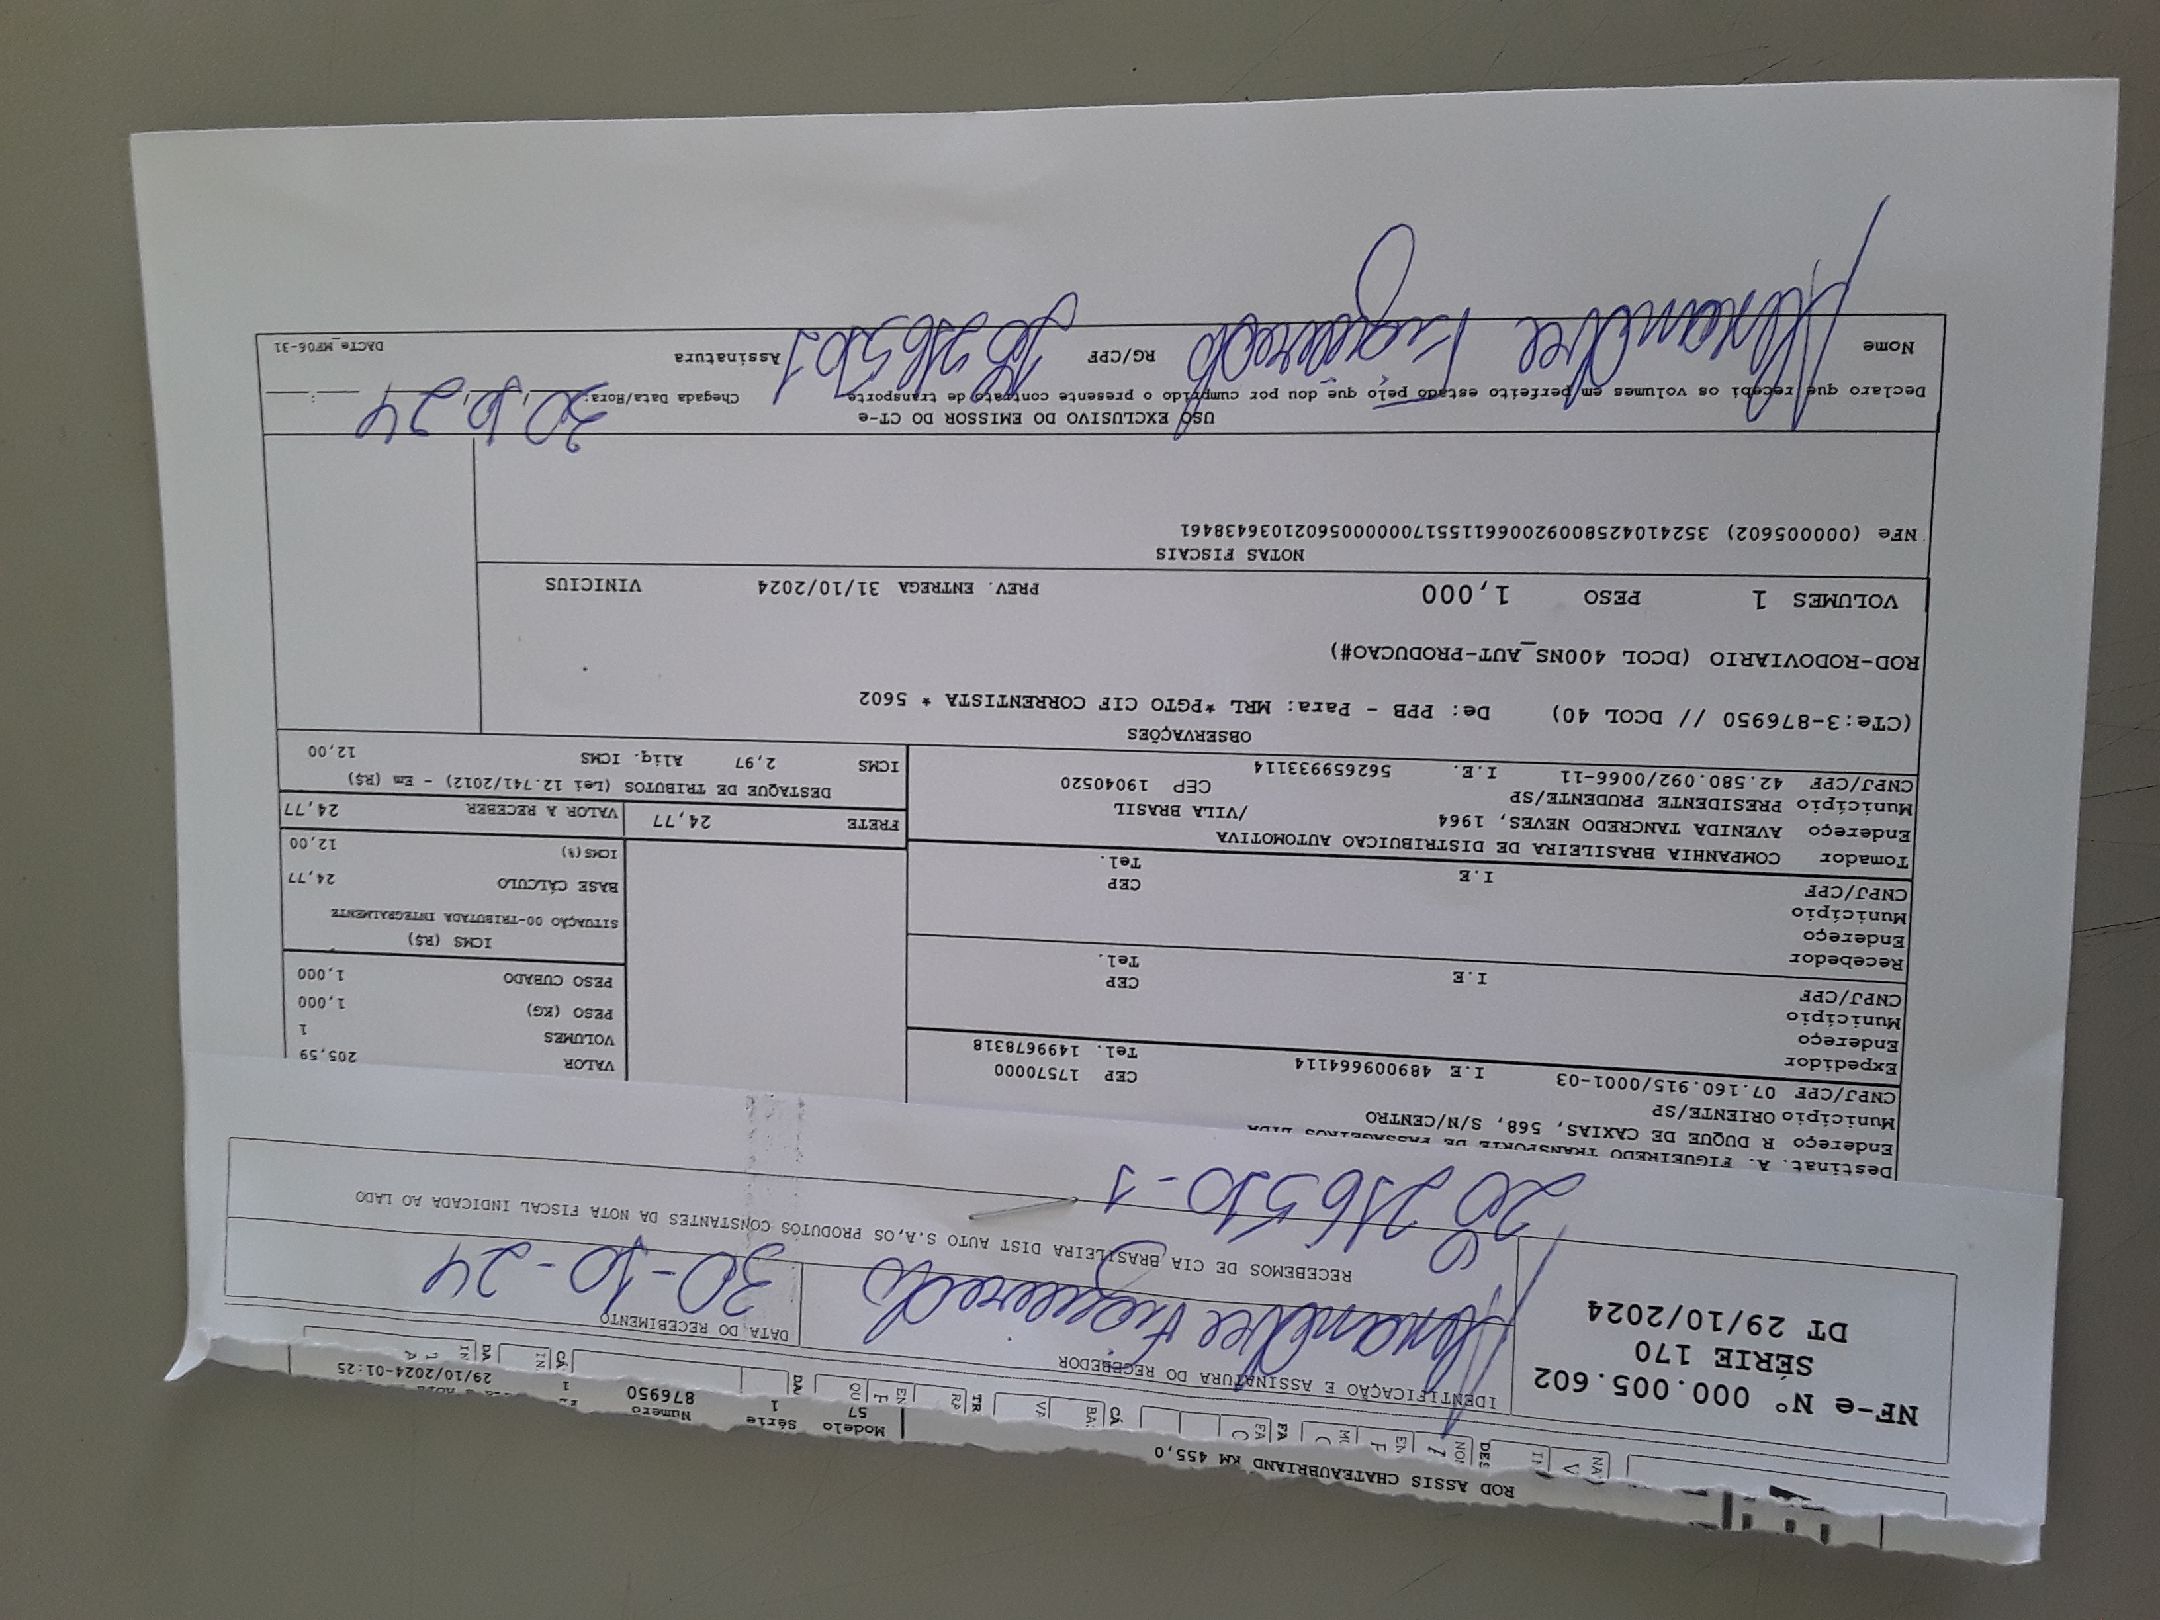 ROD ASSIS CHATEAUBRIAND KM 455,0
Modelo Série Numero
57 1 876950 1 29/10/2024-01:25
NF-e Nº 000.005.602
SÉRIE 170
DT 29/10/2024
IDENTIFICAÇÃO E ASSINATURA DO RECEBEDOR
DATA DO RECEBIMENTO
30-10-24
RECEBEMOS DE CIA BRASILEIRA DIST AUTO S.A,OS PRODUTOS CONSTANTES DA NOTA FISCAL INDICADA AO LADO
Destinat. A. FIGUEIREDO TRANSPORTE DE PASSAGEIROS LTDA
Endereço R DUQUE DE CAXIAS, 568, S/N/CENTRO
Município ORIENTE/SP CEP 17570000
CNPJ/CPF 07.160.915/0001-03 I.E 489009664114 Tel. 1499678318
Expedidor
Endereço
Município CEP
CNPJ/CPF I.E Tel.
Recebedor
Endereço
Município CEP
CNPJ/CPF I.E Tel.
Tomador COMPANHIA BRASILEIRA DE DISTRIBUICAO AUTOMOTIVA
Endereço AVENIDA TANCREDO NEVES, 1964 /VILA BRASIL
Município PRESIDENTE PRUDENTE/SP CEP 19040520
CNPJ/CPF 42.580.092/0066-11 I.E. 562659933114
VALOR 205,59
VOLUMES 1
PESO (KG) 1,000
PESO CUBADO 1,000
ICMS (R$)
SITUAÇÃO 00-TRIBUTADA INTEGRALMENTE
BASE CÁLCULO 24,77
ICMS(%) 12,00
FRETE 24,77 VALOR A RECEBER 24,77
DESTAQUE DE TRIBUTOS (Lei 12.741/2012) - Em (R$)
ICMS 2,97 Aliq. ICMS 12,00
OBSERVAÇÕES
(CTe:3-876950 // DCOL 40) De: PPB - Para: MRL *PGTO CIF CORRENTISTA * 5602
ROD-RODOVIARIO (DCOL 400NS_AUT-PRODUCAO#)
VOLUMES 1 PESO 1,000 PREV. ENTREGA 31/10/2024 VINICIUS
NOTAS FISCAIS
NFe (000005602) 35241042580092006611551700000056021036438461
USO EXCLUSIVO DO EMISSOR DO CT-e
Declaro que recebi os volumes em perfeito estado pelo que dou por cumprido o presente contrato de transporte. Chegada Data/Hora: 30.10.24
Nome RG/CPF Assinatura
DACTe_MF06-31